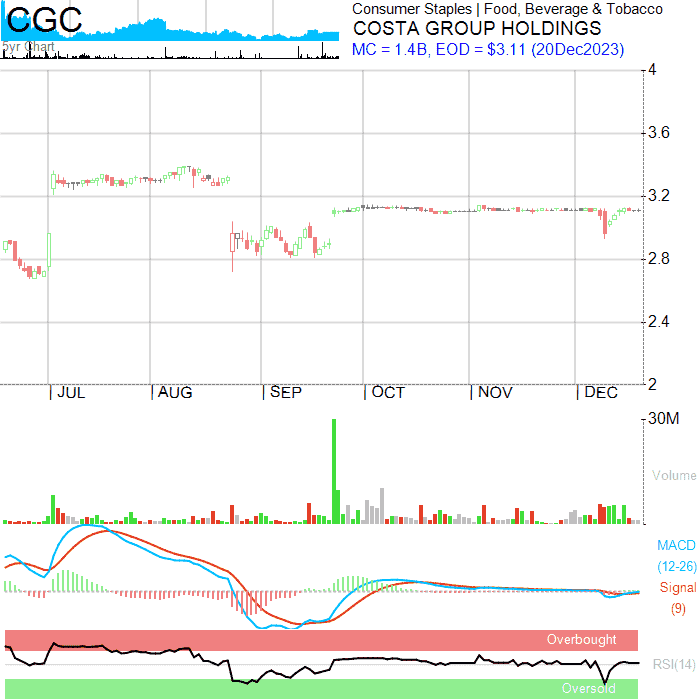 CGC
5yr Chart
Consumer Staples | Food, Beverage & Tobacco
COSTA GROUP HOLDINGS
MC = 1.4B, EOD = $3.11 (20Dec2023)
4
3.6
3.2
2.8
2.4
2
| JUL | AUG | SEP | OCT | NOV | DEC
30M
Volume
MACD
(12-26)
Signal
(9)
Overbought
RSI(14)
Oversold